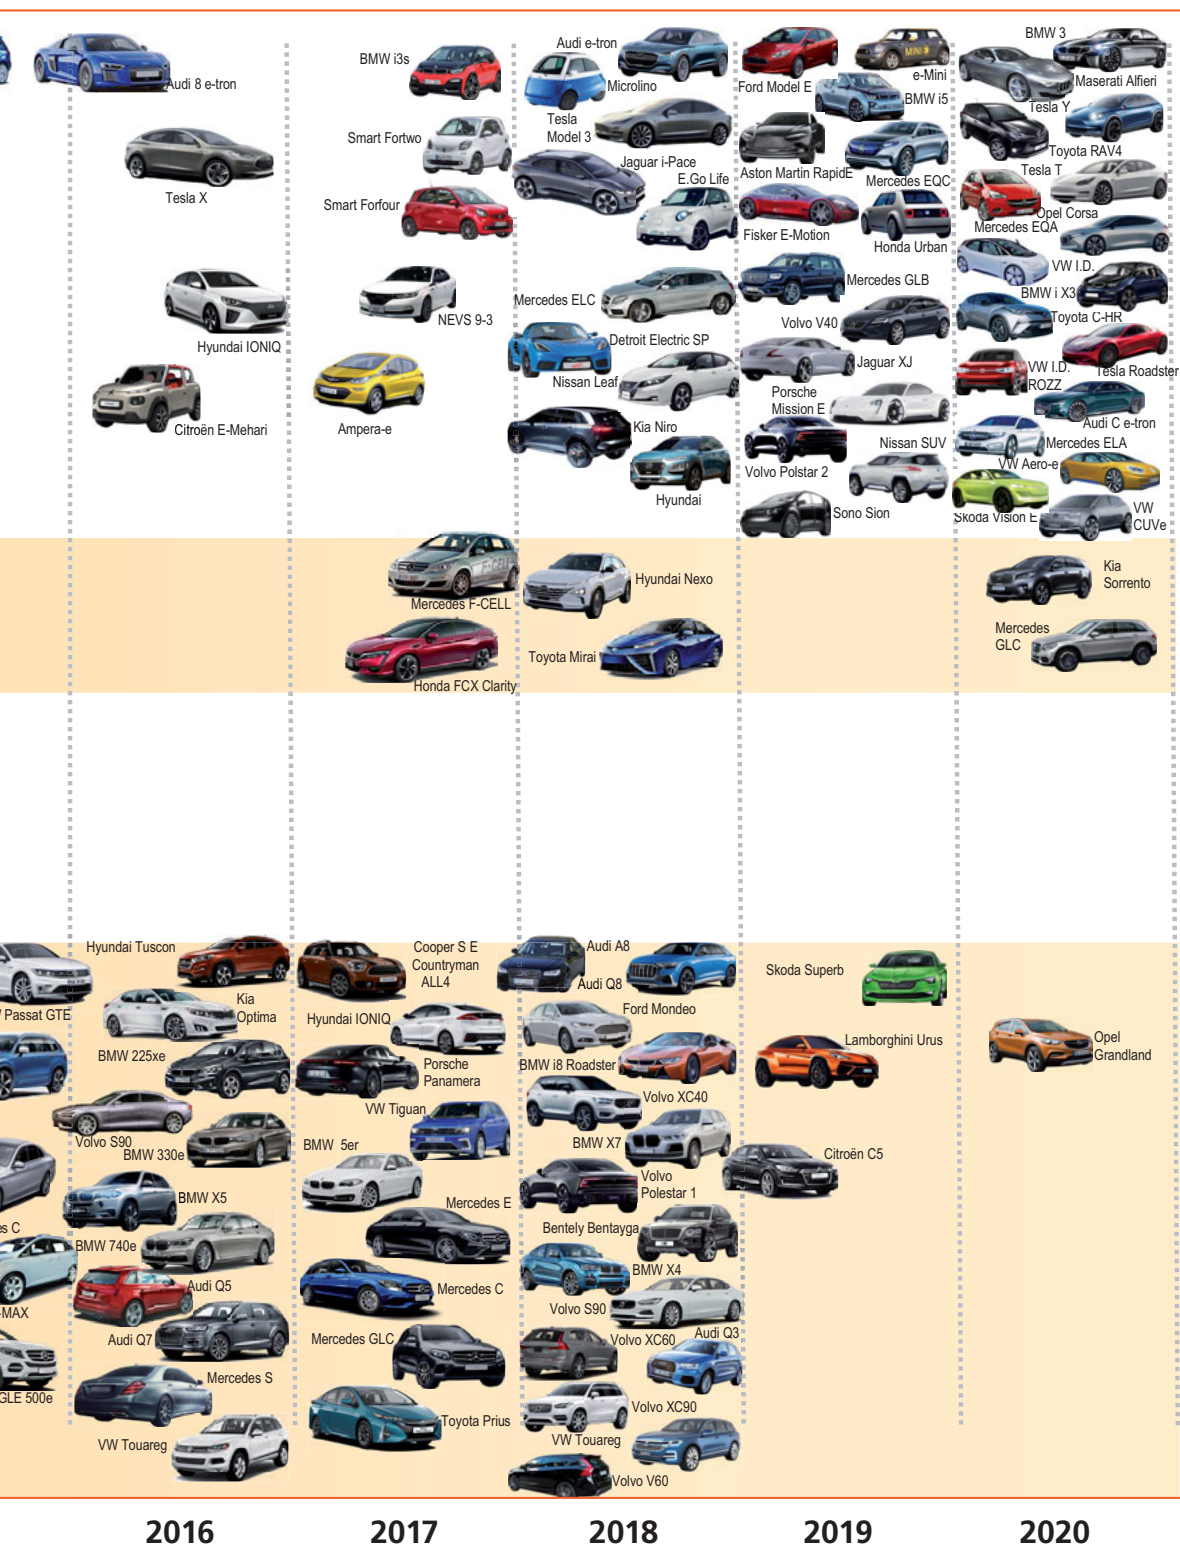 Audi 8 e-tron
Tesla X
Hyundai IONIQ
Citroën E-Mehari
BMW i3s
Smart Fortwo
Smart Forfour
NEVS 9-3
Ampera-e
Audi e-tron
Microlino
Tesla
Model 3
Jaguar i-Pace
E.Go Life
Mercedes ELC
Detroit Electric SP
Nissan Leaf
Kia Niro
Hyundai
Ford Model E
e-Mini
BMW i5
Aston Martin RapidE
Mercedes EQC
Fisker E-Motion
Honda Urban
Mercedes GLB
Volvo V40
Jaguar XJ
Porsche
Mission E
Nissan SUV
Volvo Polstar 2
Sono Sion
BMW 3
Maserati Alfieri
Tesla Y
Toyota RAV4
Tesla T
Opel Corsa
Mercedes EQA
VW I.D.
BMW i X3
Toyota C-HR
VW I.D.
ROZZ
Tesla Roadster
Audi C e-tron
Mercedes ELA
VW Aero-e
Skoda Vision E
VW
CUVe
Mercedes F-CELL
F-CELL
Honda FCX Clarity
Hyundai Nexo
Toyota Mirai
Kia
Sorrento
Mercedes
GLC
Passat GTE
es C
-MAX
GLE 500e
Hyundai Tuscon
Kia
Optima
BMW 225xe
Volvo S90
BMW 330e
BMW X5
BMW 740e
Audi Q5
Audi Q7
Mercedes S
VW Touareg
Cooper S E
Countryman
ALL4
Hyundai IONIQ
Porsche
Panamera
VW Tiguan
BMW 5er
Mercedes E
Mercedes C
Mercedes GLC
Toyota Prius
Audi A8
Audi Q8
Ford Mondeo
BMW i8 Roadster
Volvo XC40
BMW X7
Volvo
Polestar 1
Bentely Bentayga
BMW X4
Volvo S90
Volvo XC60
Audi Q3
Volvo XC90
VW Touareg
Volvo V60
Skoda Superb
Lamborghini Urus
Citroën C5
Opel
Grandland
2016
2017
2018
2019
2020